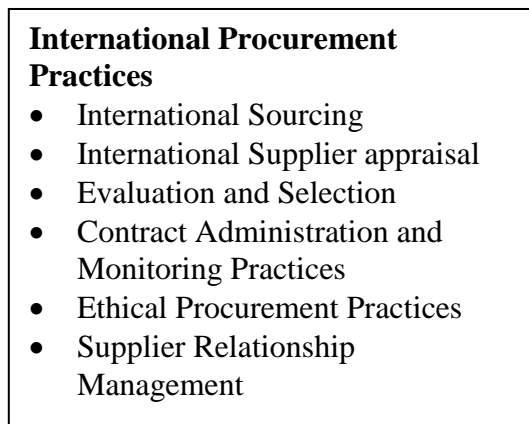 International Procurement
Practices
• International Sourcing
• International Supplier appraisal
• Evaluation and Selection
• Contract Administration and
Monitoring Practices
• Ethical Procurement Practices
• Supplier Relationship
Management